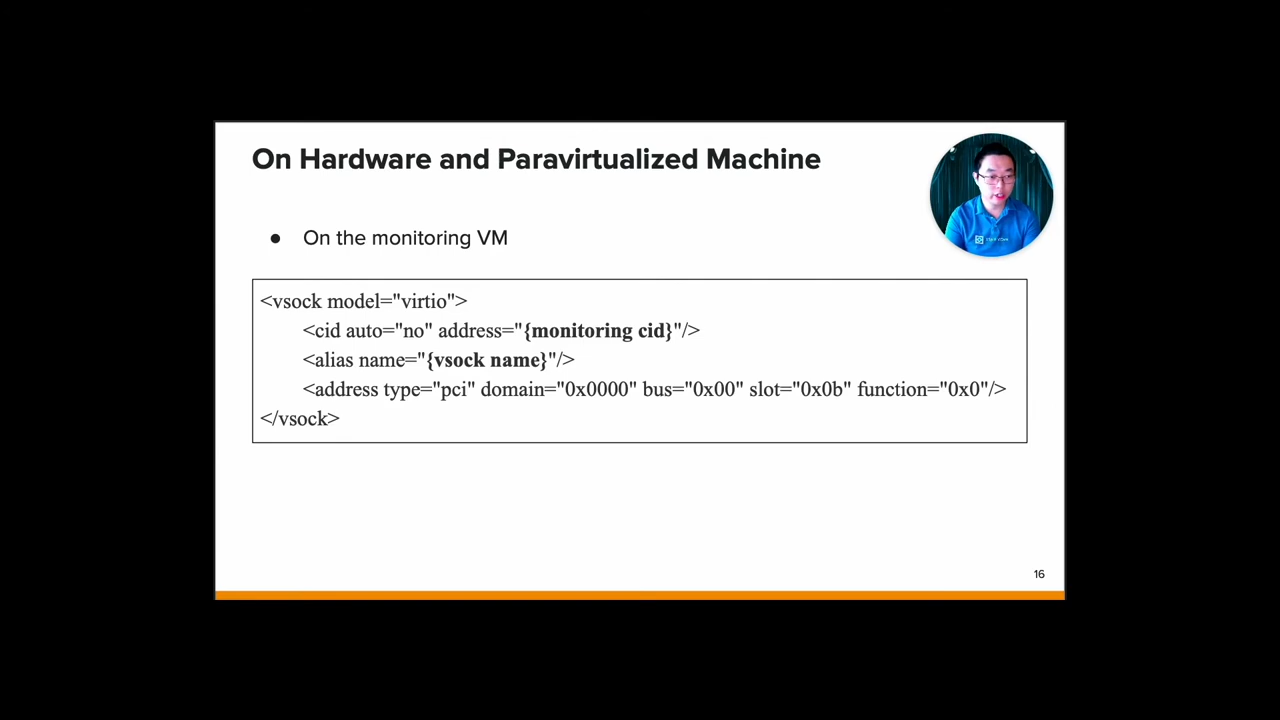 On Hardware and Paravirtualized Machine
● On the monitoring VM
<vsock model="virtio">
<cid auto="no" address="{monitoring cid}"/>
<alias name="{vsock name}"/>
<address type="pci" domain="0x0000" bus="0x00" slot="0x0b" function="0x0"/>
</vsock>
16